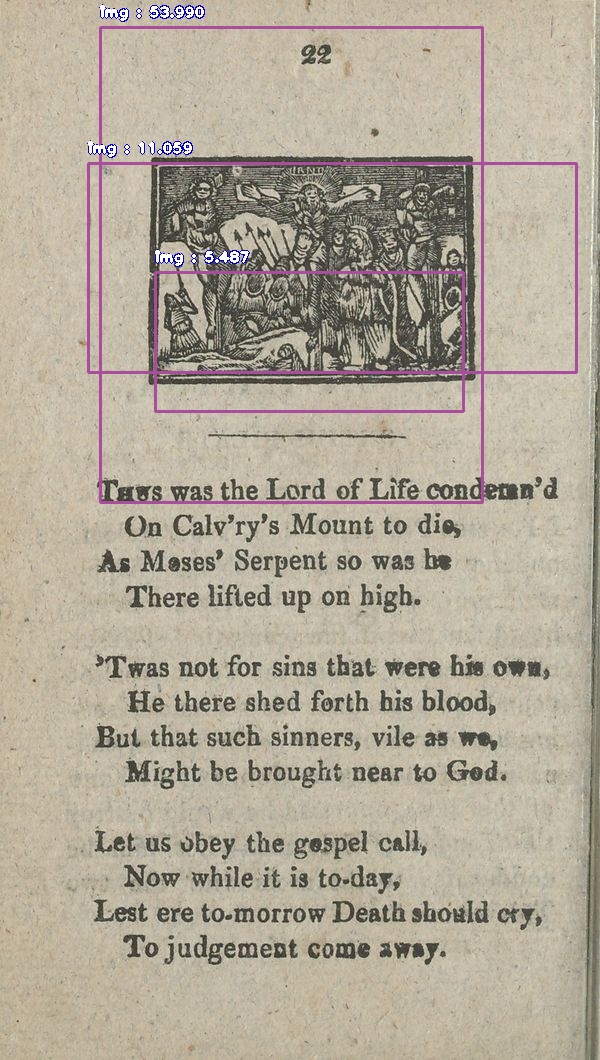 img : 53.990
22
img : 11.059
img : 5.487
Thus was the Lord of Life condemn'd
On Calv'ry's Mount to die,
As Moses' Serpent so was he
There lifted up on high.
'Twas not for sins that were his own,
He there shed forth his blood,
But that such sinners, vile as we,
Might be brought near to God.
Let us obey the gospel call,
Now while it is to-day,
Lest ere to-morrow Death should cry,
To judgement come away.